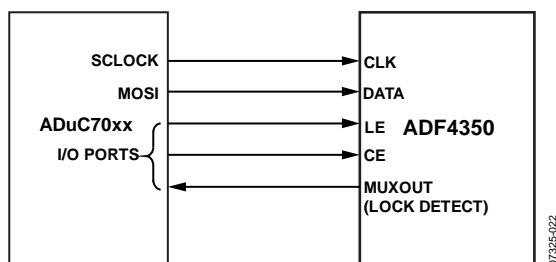 SCLOCK
CLK
MOSI
DATA
ADuC70xx
LE
ADF4350
I/O PORTS
CE
MUXOUT
(LOCK DETECT)
07325-022